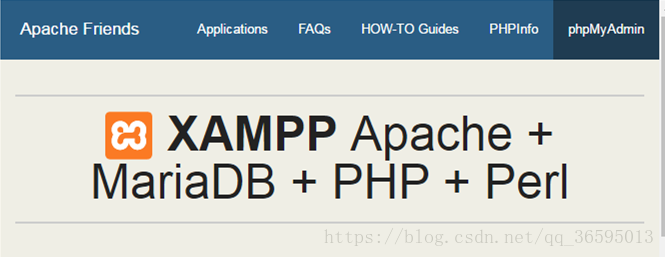 Apache Friends Applications FAQs HOW-TO Guides PHPInfo phpMyAdmin
XAMPP Apache +
MariaDB + PHP + Perl
https://blog.csdn.net/qq_36595013